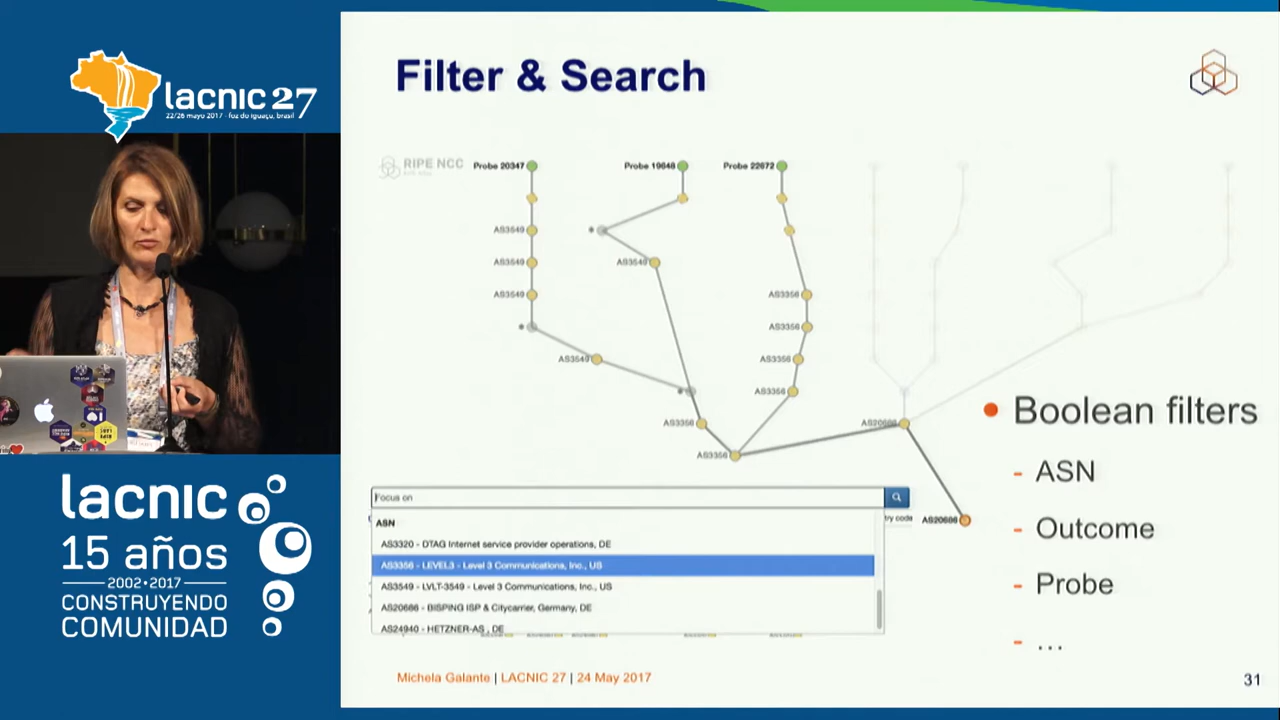 lacnic 27
22/26 mayo 2017 - foz do iguaçu, brasil
lacnic
15 años
2002•2017
CONSTRUYENDO
COMUNIDAD
Filter & Search
RIPE NCC
Probe 20347
Probe 19648
Probe 22672
AS3549
*
AS3549
AS3549
AS3549
AS3356
*
AS3356
AS3549
AS3356
*
AS3356
AS3356
AS20686
AS3356
Focus on
try code
AS20686
ASN
AS3320 - DTAG Internet service provider operations, DE
AS3356 - LEVEL3 - Level 3 Communications, Inc., US
AS3549 - LVLT-3549 - Level 3 Communications, Inc., US
AS20686 - BISPING ISP & Citycarrier, Germany, DE
AS24940 - HETZNER-AS , DE
• Boolean filters
- ASN
- Outcome
- Probe
- ...
Michela Galante | LACNIC 27 | 24 May 2017
31